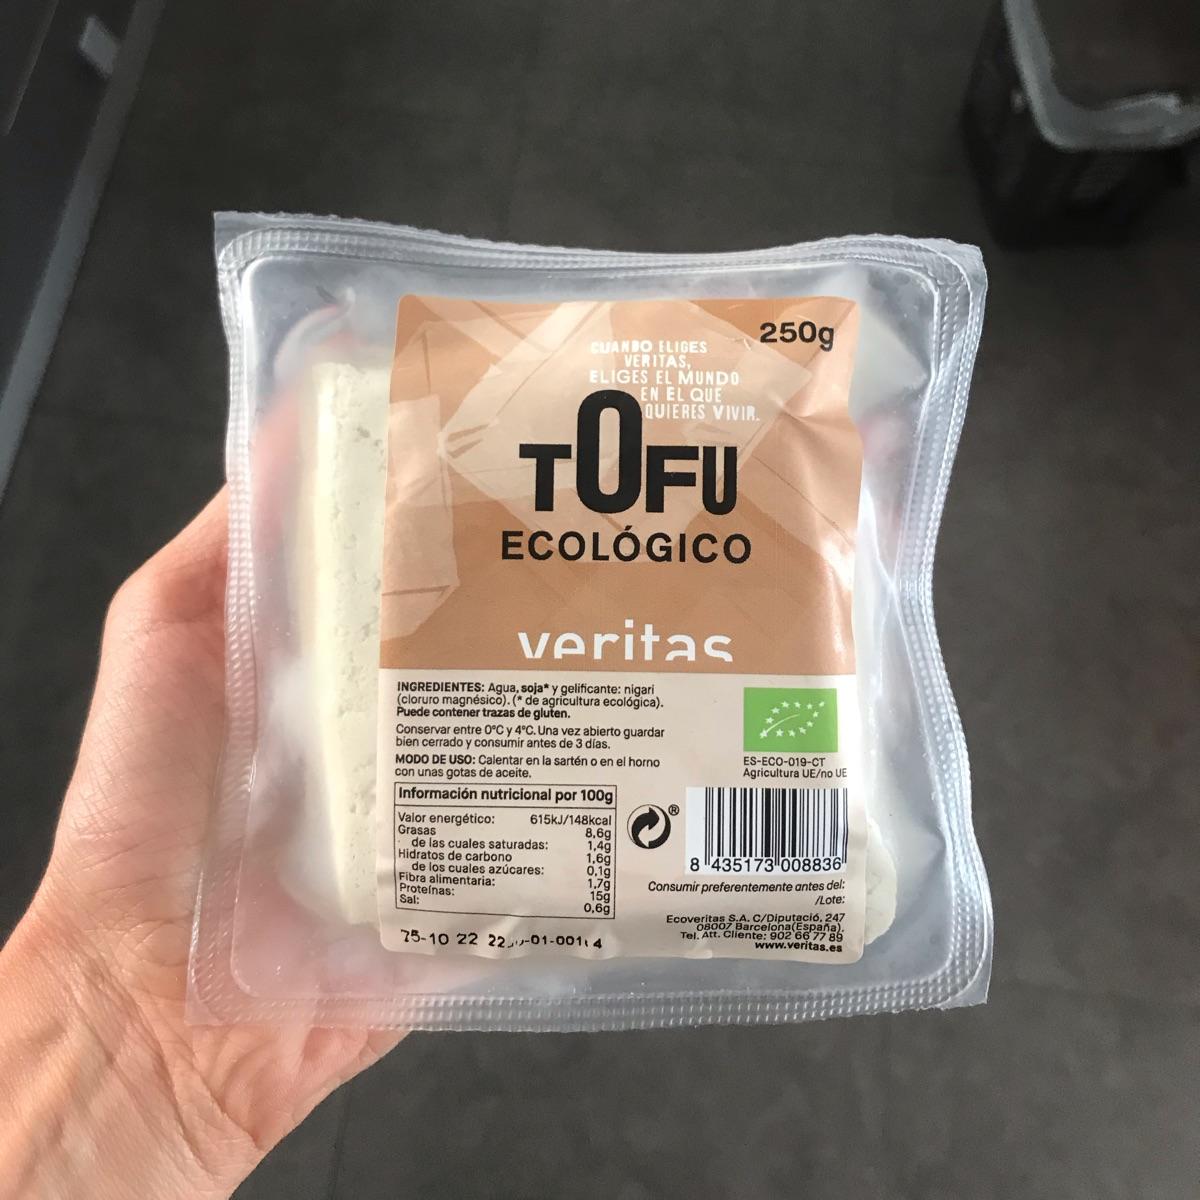 250g
CUANDO ELIGES
VERITAS,
ELIGES EL MUNDO
EN EL QUE
QUIERES VIVIR.
TOFU
ECOLÓGICO
veritas
INGREDIENTES: Agua, soja* y gelificante: nigari
(cloruro magnésico). (* de agricultura ecológica).
Puede contener trazas de gluten.
Conservar entre 0°C y 4°C. Una vez abierto guardar
bien cerrado y consumir antes de 3 días.
MODO DE USO: Calentar en la sartén o en el horno
con unas gotas de aceite.
Información nutricional por 100g
Valor energético: 615kJ/148kcal
Grasas 8,6g
de las cuales saturadas: 1,4g
Hidratos de carbono 1,6g
de los cuales azúcares: 0,1g
Fibra alimentaria: 1,7g
Proteínas: 15g
Sal: 0,6g
ES-ECO-019-CT
Agricultura UE/no UE
®
8 435173 008836
Consumir preferentemente antes del:
/Lote:
Ecoveritas S.A. C/Diputació, 247
08007 Barcelona(España).
Tel. Att. Cliente: 902 66 77 89
www.veritas.es